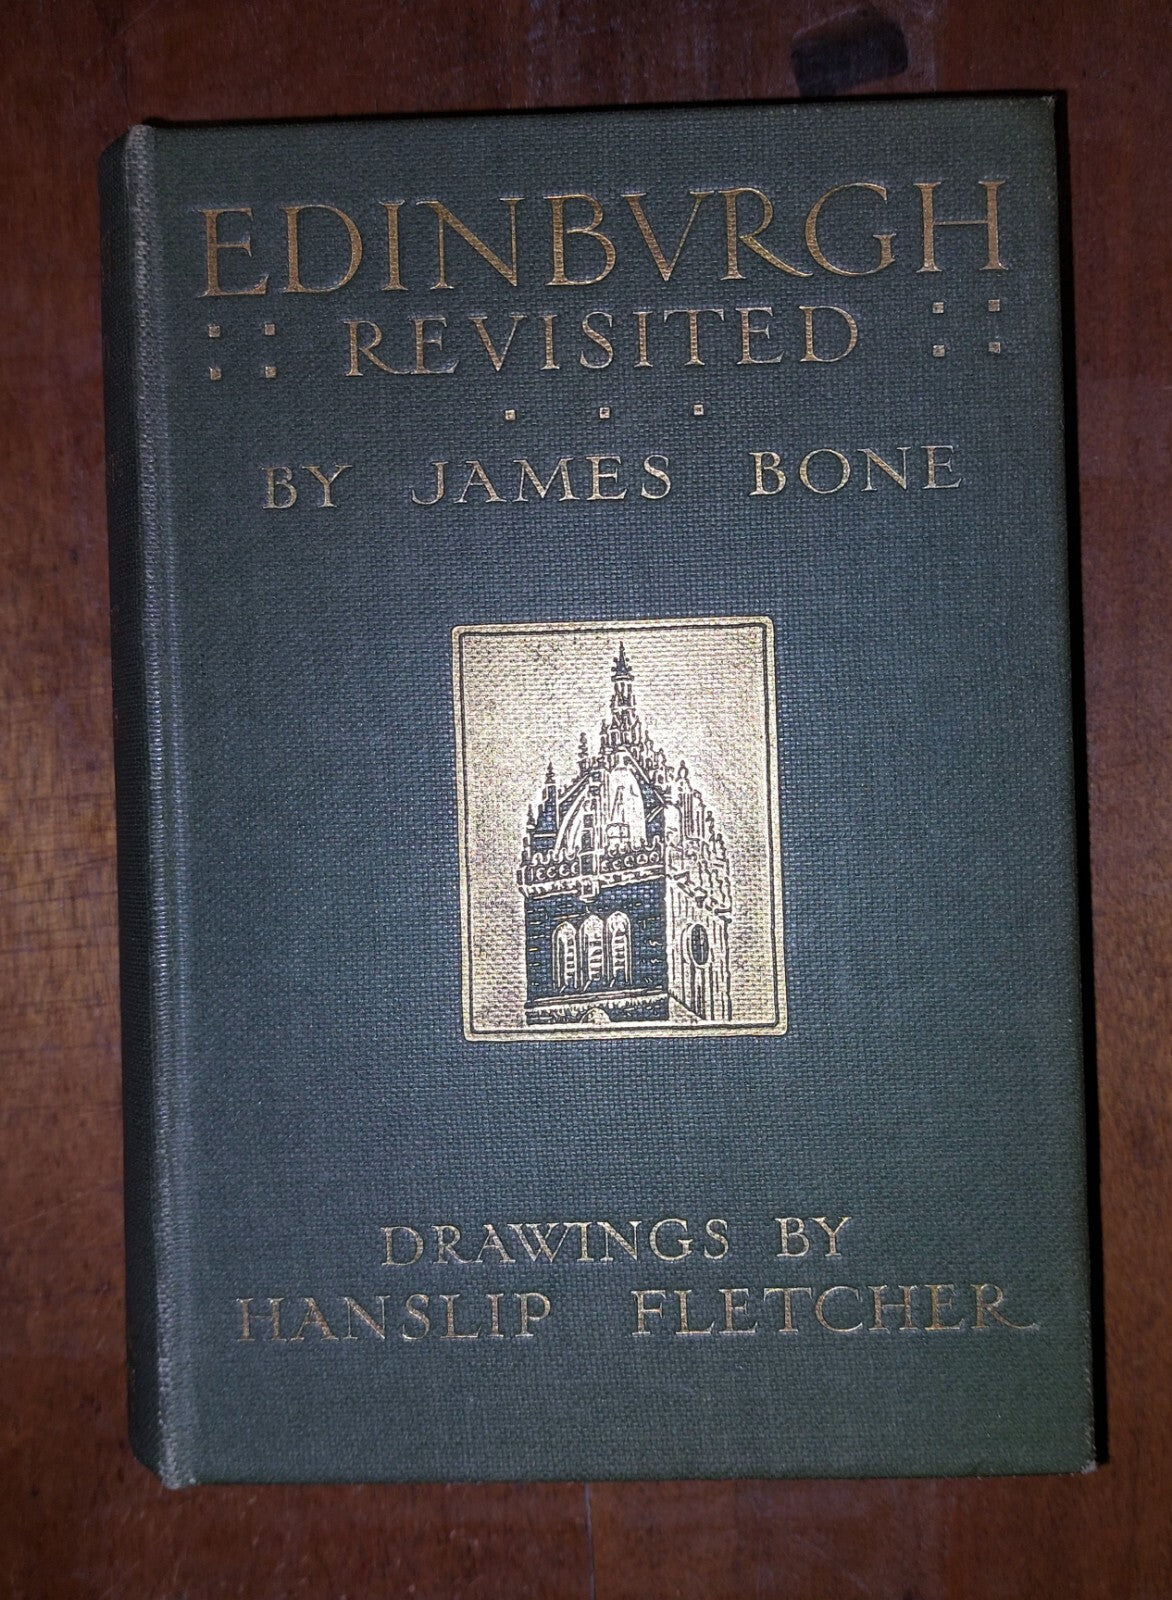 EDINBVRGH
REVISITED
BY JAMES BONE
DRAWINGS BY
HANSLIP FLETCHER